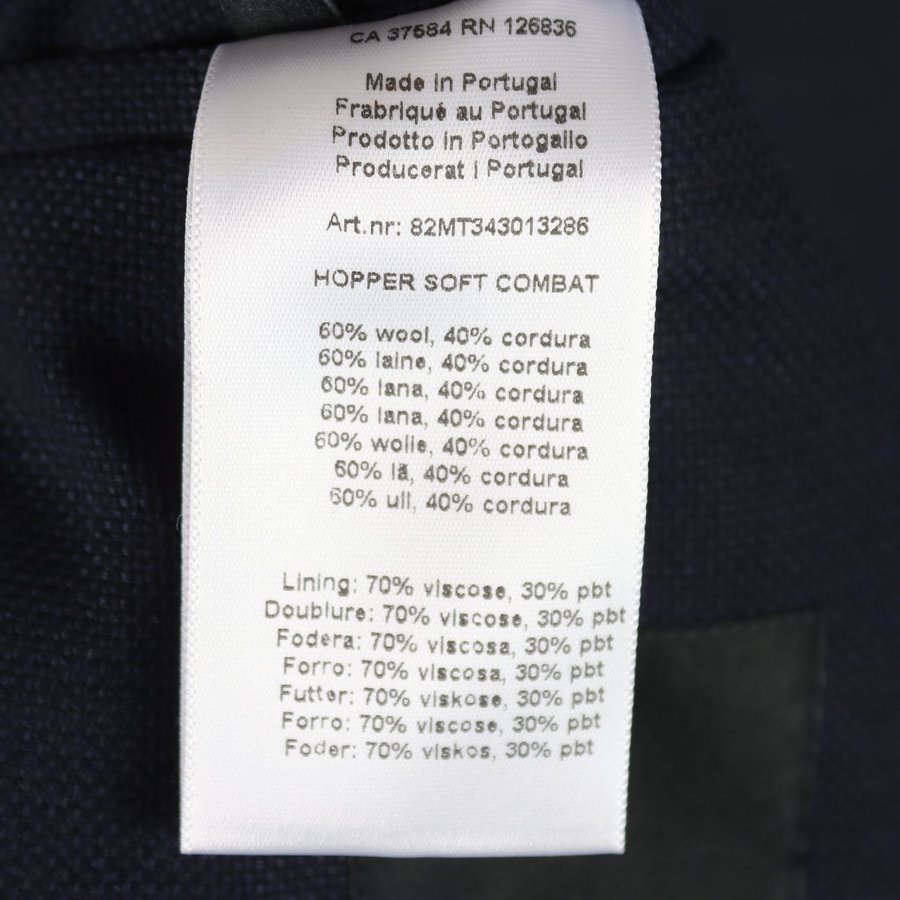 CA 37584 RN 126836
Made in Portugal
Frabriqué au Portugal
Prodotto in Portogallo
Producerat i Portugal
Art.nr: 82MT343013286
HOPPER SOFT COMBAT
60% wool, 40% cordura
60% laine, 40% cordura
60% lana, 40% cordura
60% lana, 40% cordura
60% wolle, 40% cordura
60% lã, 40% cordura
60% ull, 40% cordura
Lining: 70% viscose, 30% pbt
Doublure: 70% viscose, 30% pbt
Fodera: 70% viscosa, 30% pbt
Forro: 70% viscosa, 30% pbt
Futter: 70% viskose, 30% pbt
Forro: 70% viscose, 30% pbt
Foder: 70% viskos, 30% pbt